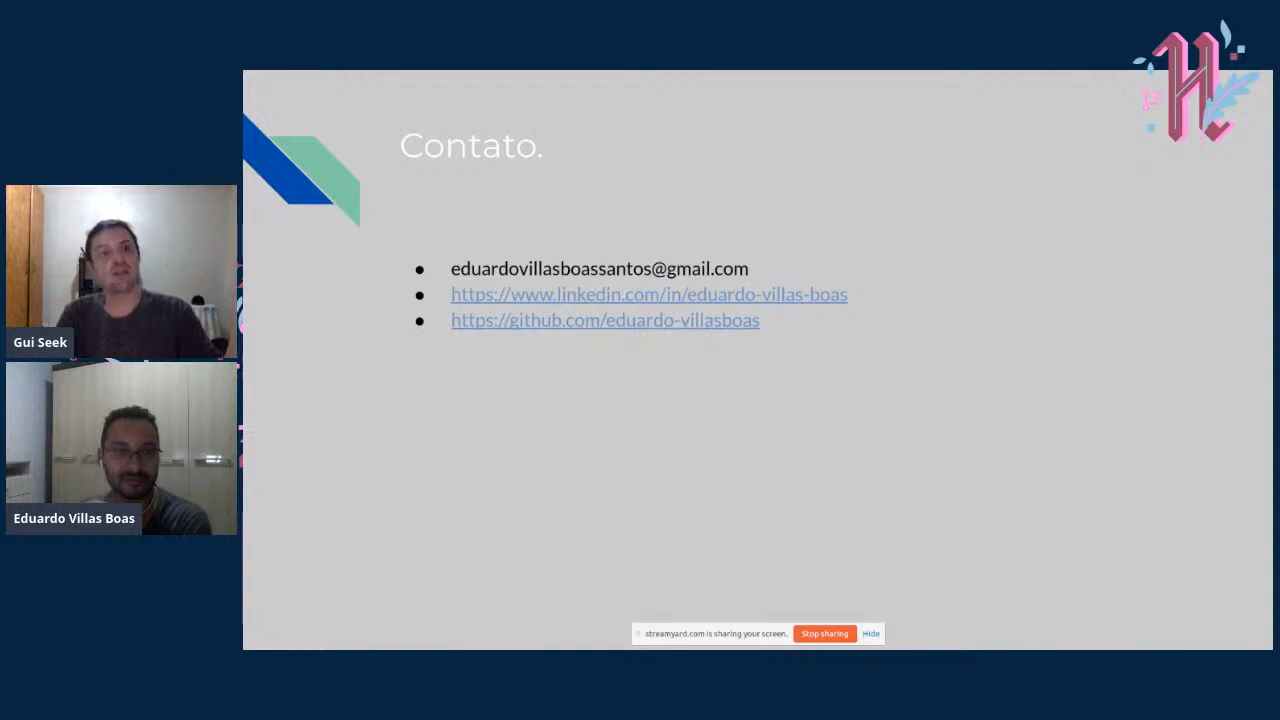 Contato.
eduardovillasboassantos@gmail.com
https://www.linkedin.com/in/eduardo-villas-boas
https://github.com/eduardo-villasboas
Gui Seek
Eduardo Villas Boas
streamyard.com is sharing your screen. Stop sharing Hide
H